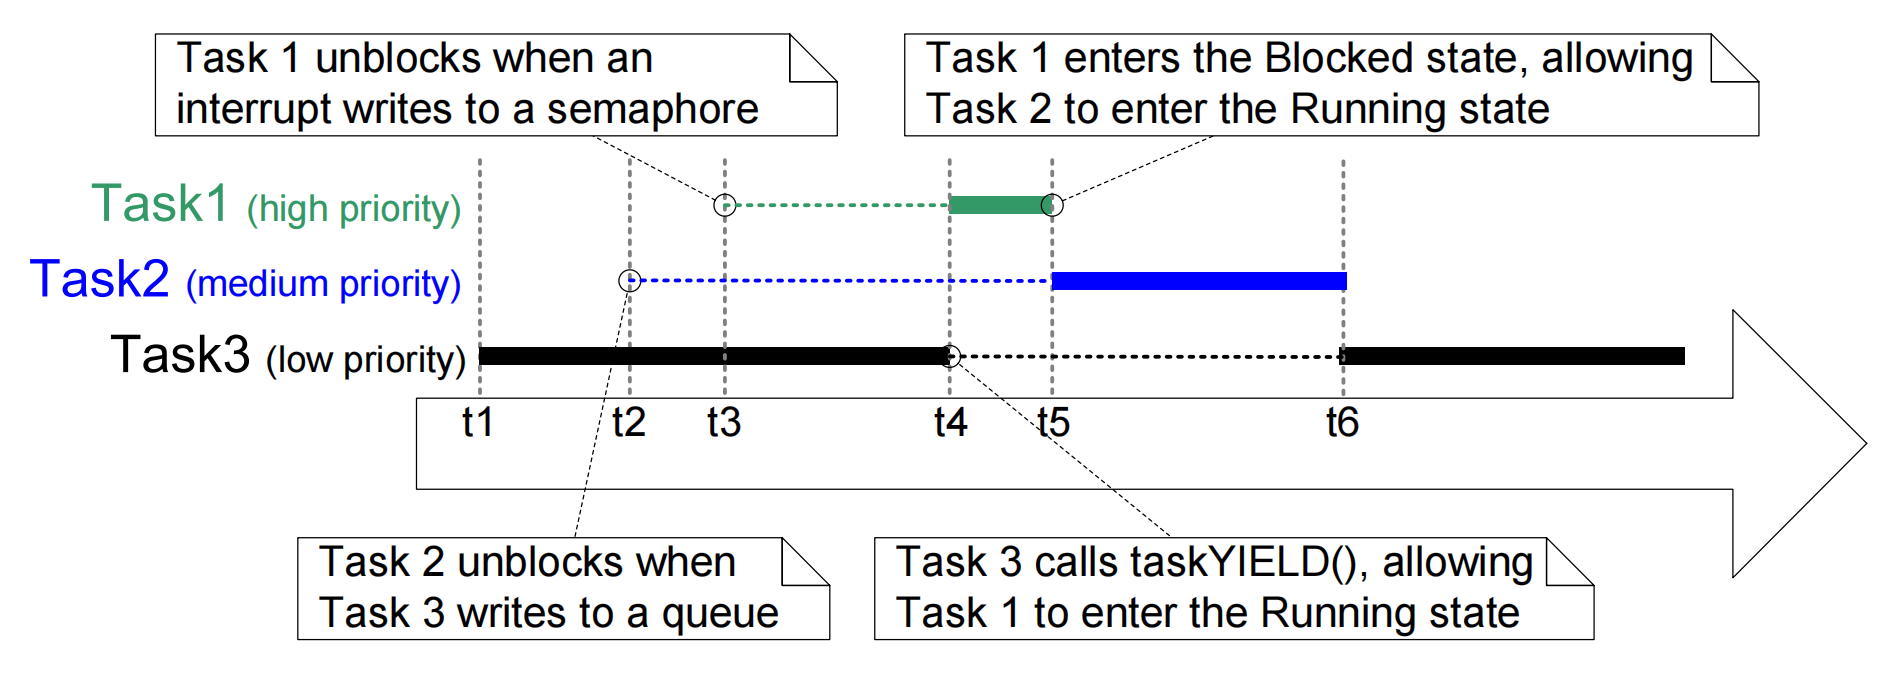 Task 1 unblocks when an
interrupt writes to a semaphore
Task 1 enters the Blocked state, allowing
Task 2 to enter the Running state
Task1 (high priority)
Task2 (medium priority)
Task3 (low priority)
t1 t2 t3 t4 t5 t6
Task 2 unblocks when
Task 3 writes to a queue
Task 3 calls taskYIELD(), allowing
Task 1 to enter the Running state